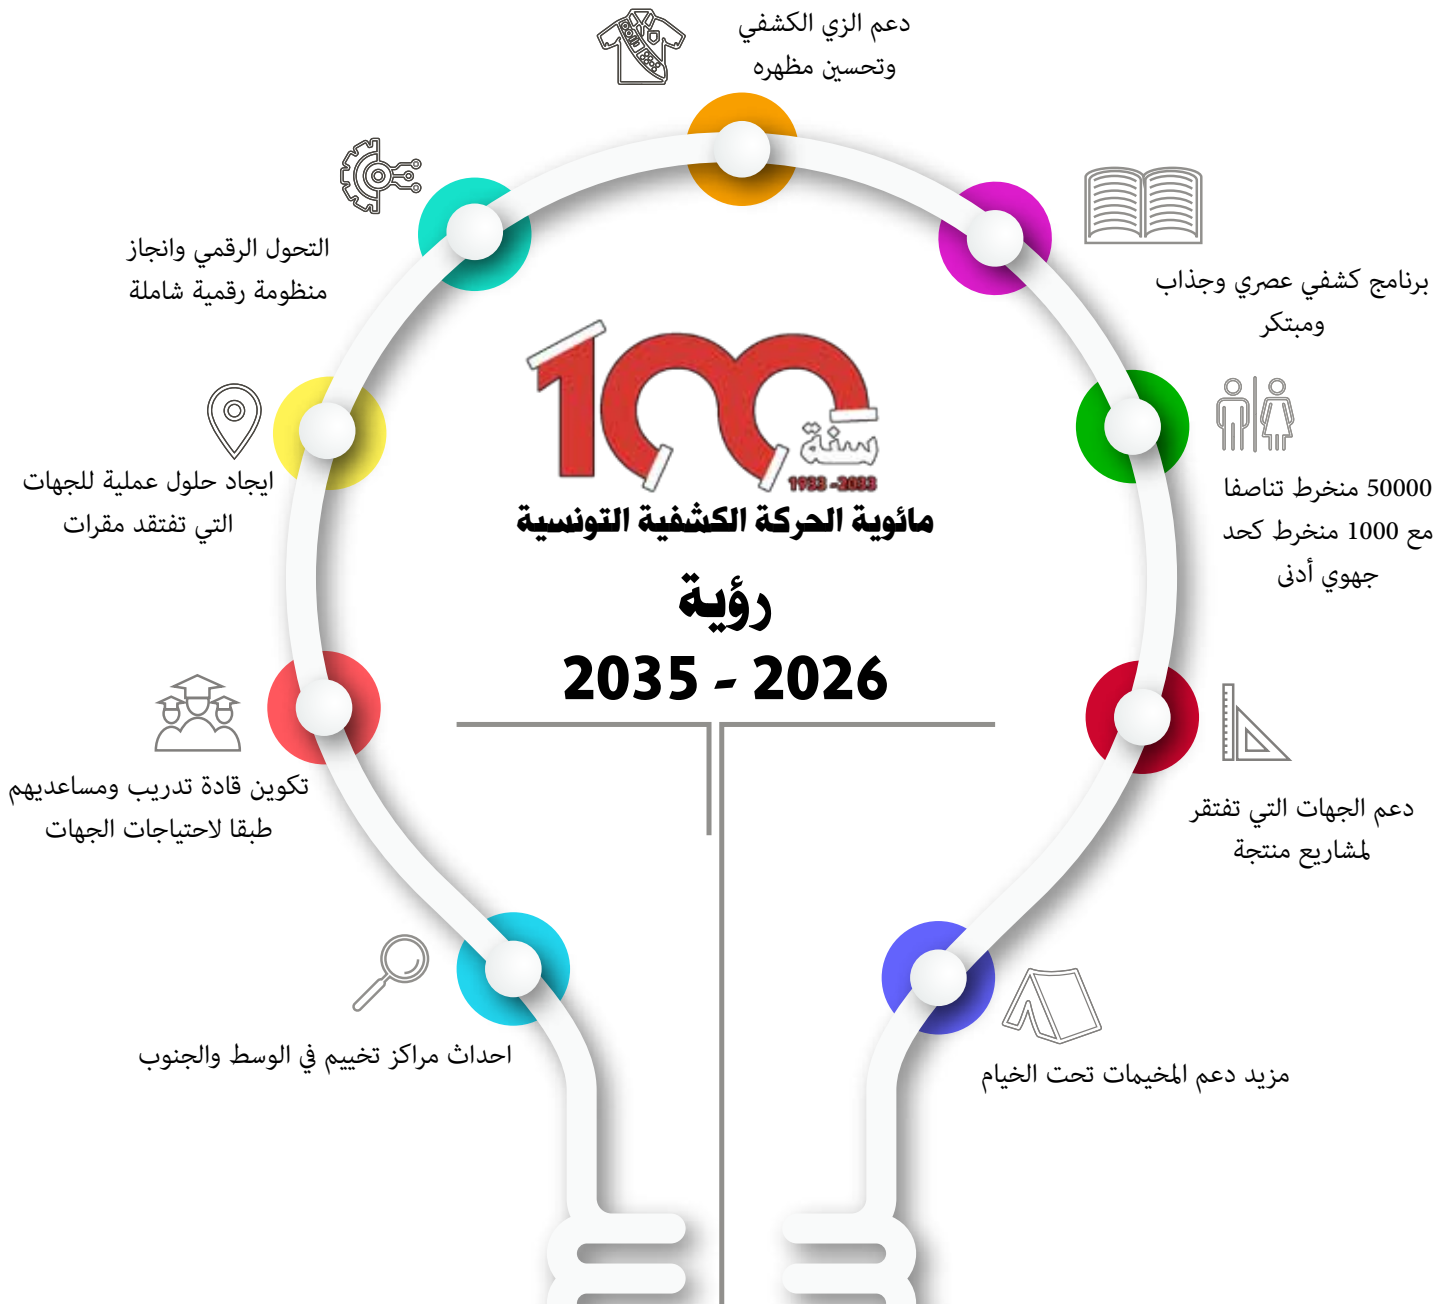 دعم الزي الكشفي
وتحسين مظهره
برنامج كشفي عصري وجذاب
ومبتكر
50000 منخرط تناصفا
مع 1000 منخرط كحد
جهوي أدنى
دعم الجهات التي تفتقر
لمشاريع منتجة
مزيد دعم المخيمات تحت الخيام
التحول الرقمي وانجاز
منظومة رقمية شاملة
ايجاد حلول عملية للجهات
التي تفتقد مقرات
تكوين قادة تدريب ومساعديهم
طبقا لاحتياجات الجهات
احداث مراكز تخييم في الوسط والجنوب
100
سنة
1933 - 2033
مائوية الحركة الكشفية التونسية
رؤية
2026 - 2035